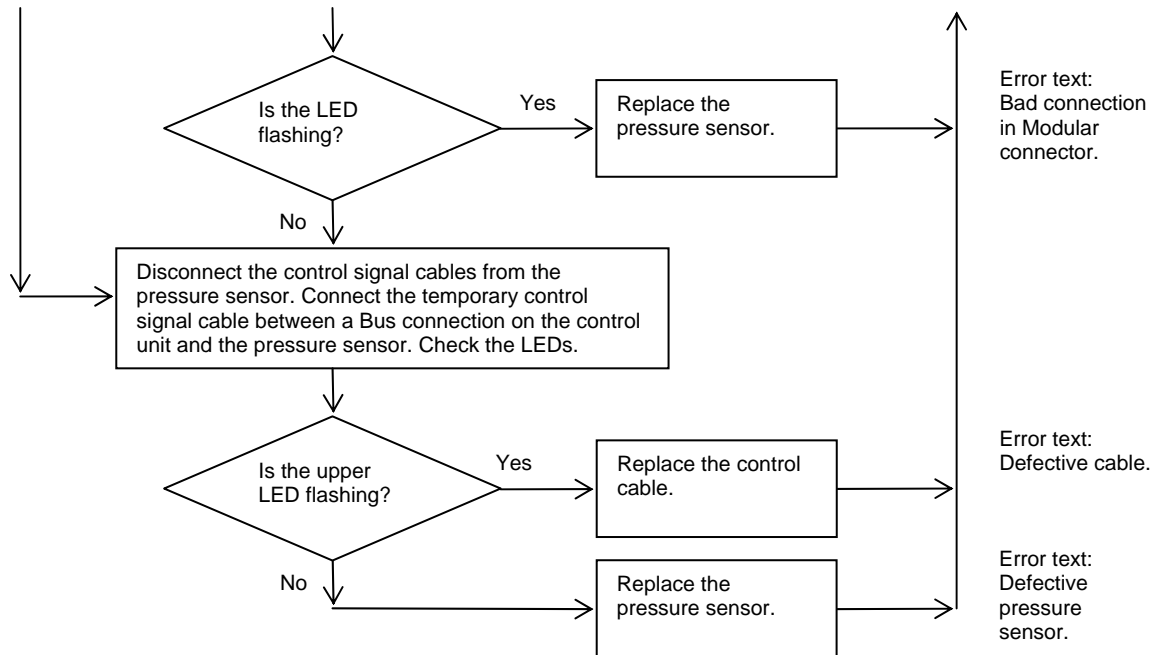 Is the LED
flashing?
Yes
Replace the
pressure sensor.
Error text:
Bad connection
in Modular
connector.
No
Disconnect the control signal cables from the
pressure sensor. Connect the temporary control
signal cable between a Bus connection on the control
unit and the pressure sensor. Check the LEDs.
Is the upper
LED flashing?
Yes
Replace the control
cable.
Error text:
Defective cable.
No
Replace the
pressure sensor.
Error text:
Defective
pressure
sensor.